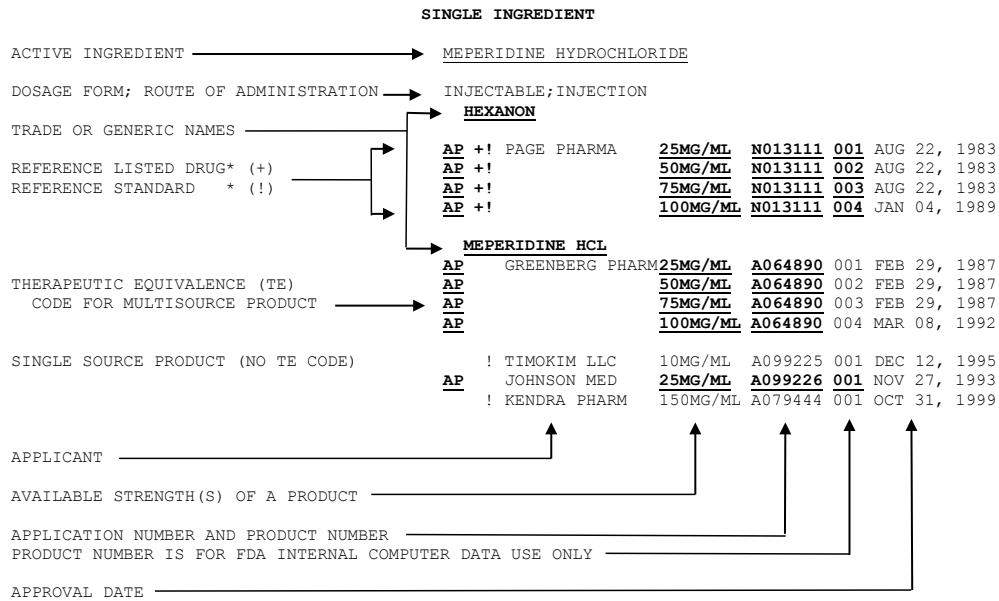 SINGLE INGREDIENT
ACTIVE INGREDIENT MEPERIDINE HYDROCHLORIDE
DOSAGE FORM; ROUTE OF ADMINISTRATION INJECTABLE;INJECTION
HEXANON
TRADE OR GENERIC NAMES
AP +! PAGE PHARMA 25MG/ML N013111 001 AUG 22, 1983
REFERENCE LISTED DRUG* (+) AP +! 50MG/ML N013111 002 AUG 22, 1983
REFERENCE STANDARD * (!) AP +! 75MG/ML N013111 003 AUG 22, 1983
AP +! 100MG/ML N013111 004 JAN 04, 1989
MEPERIDINE HCL
AP GREENBERG PHARM 25MG/ML A064890 001 FEB 29, 1987
THERAPEUTIC EQUIVALENCE (TE) AP 50MG/ML A064890 002 FEB 29, 1987
CODE FOR MULTISOURCE PRODUCT AP 75MG/ML A064890 003 FEB 29, 1987
AP 100MG/ML A064890 004 MAR 08, 1992
SINGLE SOURCE PRODUCT (NO TE CODE) ! TIMOKIM LLC 10MG/ML A099225 001 DEC 12, 1995
AP JOHNSON MED 25MG/ML A099226 001 NOV 27, 1993
! KENDRA PHARM 150MG/ML A079444 001 OCT 31, 1999
APPLICANT
AVAILABLE STRENGTH(S) OF A PRODUCT
APPLICATION NUMBER AND PRODUCT NUMBER
PRODUCT NUMBER IS FOR FDA INTERNAL COMPUTER DATA USE ONLY
APPROVAL DATE